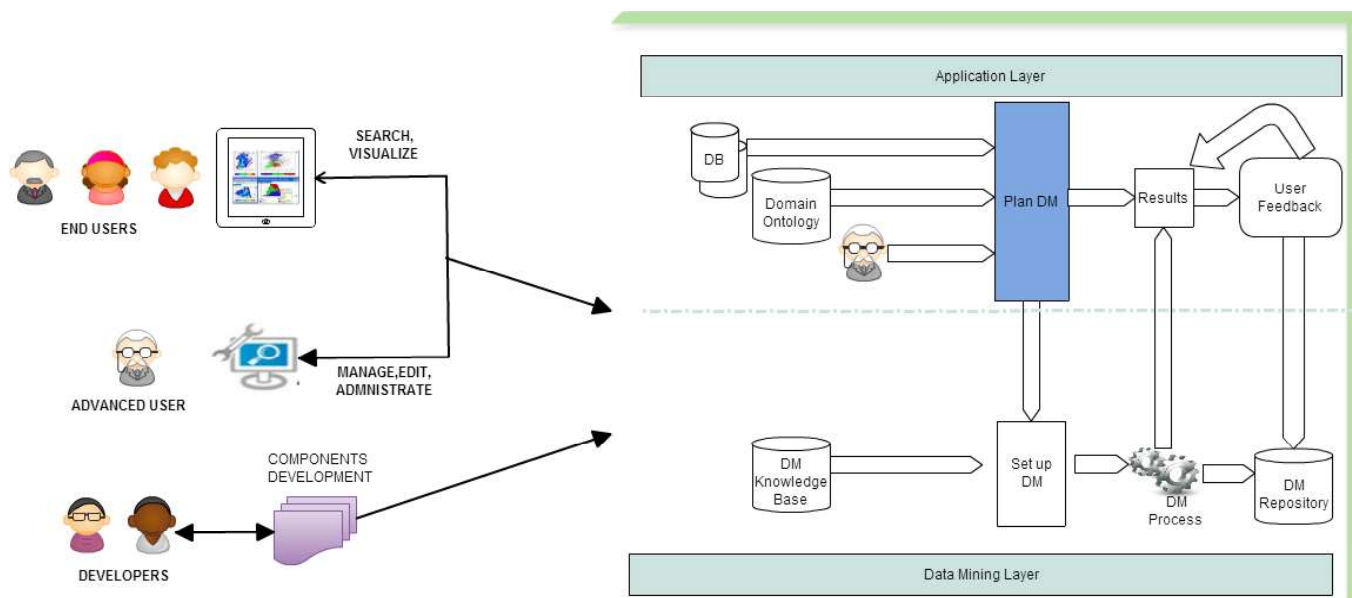 SEARCH,
VISUALIZE
END USERS
MANAGE,EDIT,
ADMNISTRATE
ADVANCED USER
COMPONENTS
DEVELOPMENT
DEVELOPERS
Application Layer
DB
Domain
Ontology
Plan DM
Results
User
Feedback
DM
Knowledge
Base
Set up
DM
DM
Process
DM
Repository
Data Mining Layer